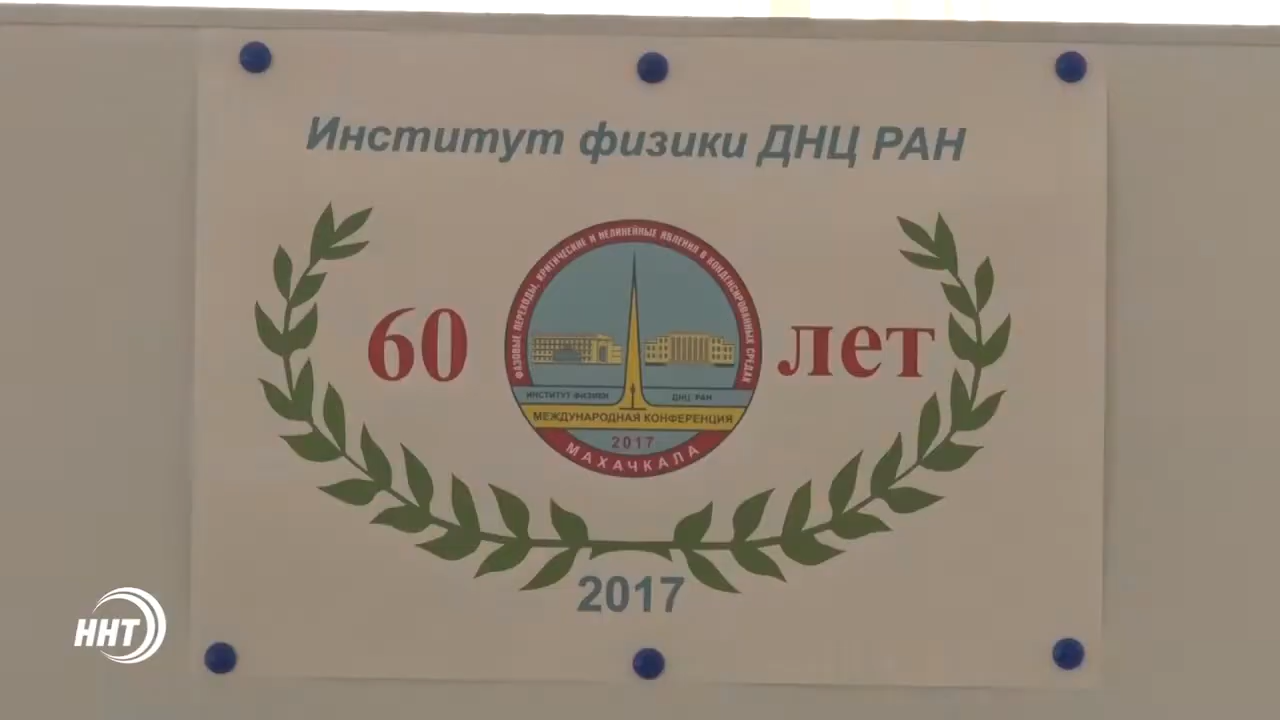 Институт физики ДНЦ РАН
ФАЗОВЫЕ ПЕРЕХОДЫ, КРИТИЧЕСКИЕ И НЕЛИНЕЙНЫЕ ЯВЛЕНИЯ В КОНДЕНСИРОВАННЫХ СРЕДАХ
60 лет
ИНСТИТУТ ФИЗИКИ ДНЦ РАН
МЕЖДУНАРОДНАЯ КОНФЕРЕНЦИЯ
2017
МАХАЧКАЛА
2017
ННТ